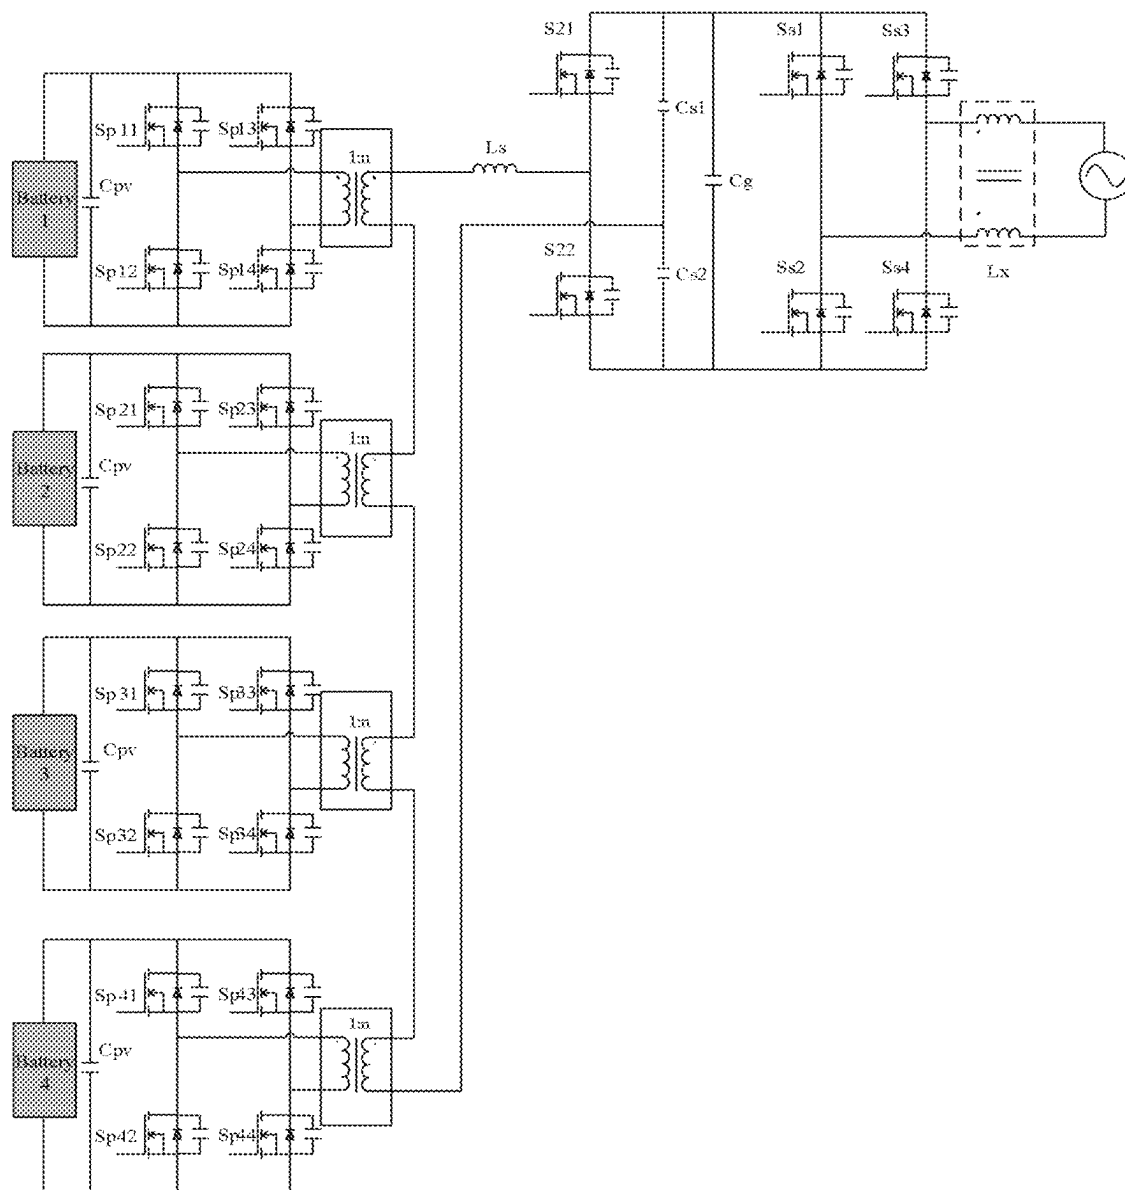 S21
Ss1
Ss3
Sp11
Sp13
Cs1
1:n
Ls
Battery
1
Cpv
Cg
S22
Sp12
Sp14
Cs2
Ss2
Ss4
Lx
Sp21
Sp23
1:n
Battery
2
Cpv
Sp22
Sp24
Sp31
Sp33
1:n
Battery
3
Cpv
Sp32
Sp34
Sp41
Sp43
1:n
Battery
4
Cpv
Sp42
Sp44